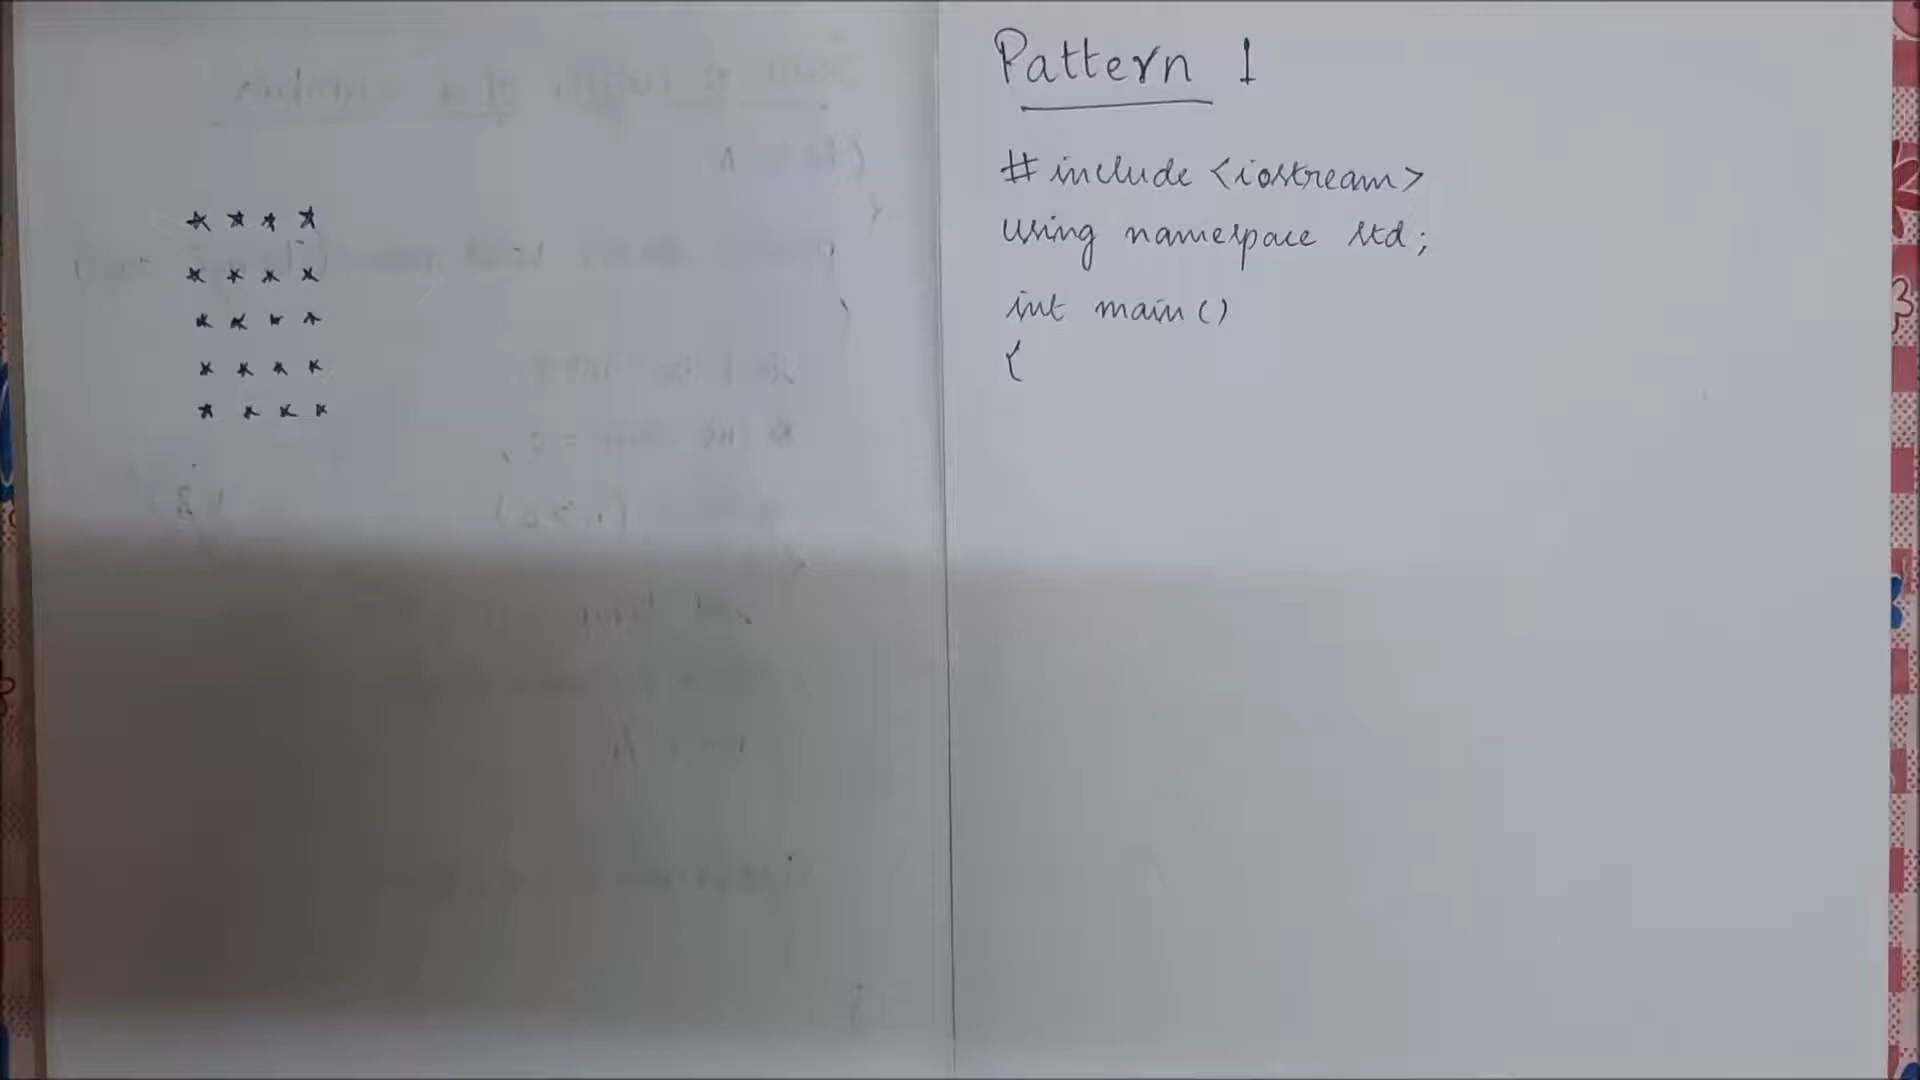 * * * *
* * * *
* * * *
* * * *
* * * *
Pattern 1
#include <iostream>
using namespace std;
int main()
{